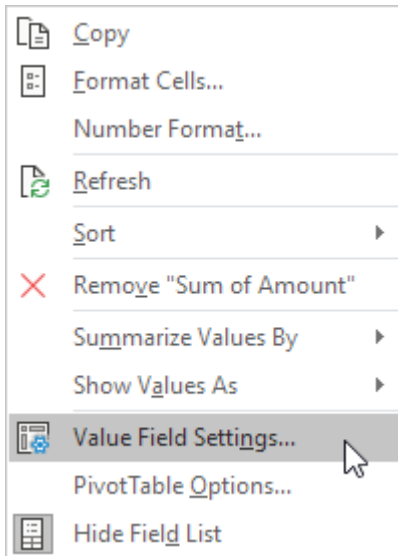 Copy
Format Cells...
Number Format...
Refresh
Sort
Remove "Sum of Amount"
Summarize Values By
Show Values As
Value Field Settings...
PivotTable Options...
Hide Field List